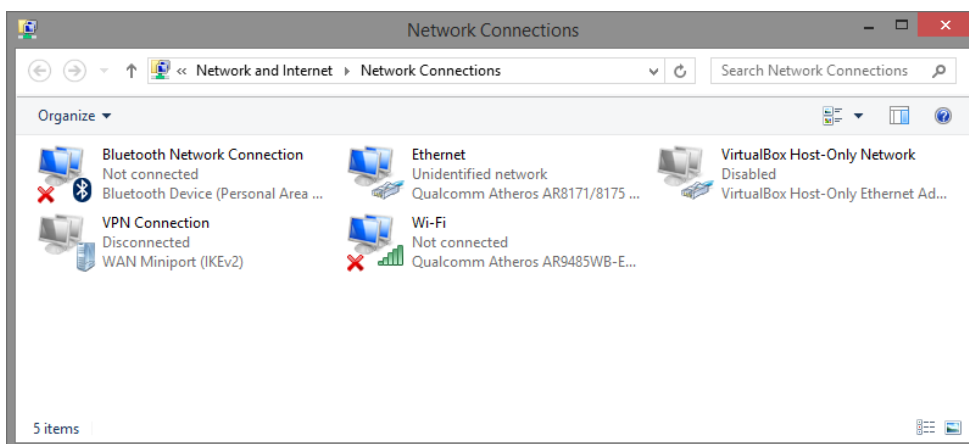 Network Connections
« Network and Internet ▸ Network Connections
Search Network Connections
Organize
Bluetooth Network Connection
Not connected
Bluetooth Device (Personal Area ...
Ethernet
Unidentified network
Qualcomm Atheros AR8171/8175 ...
VirtualBox Host-Only Network
Disabled
VirtualBox Host-Only Ethernet Ad...
VPN Connection
Disconnected
WAN Miniport (IKEv2)
Wi-Fi
Not connected
Qualcomm Atheros AR9485WB-E...
5 items